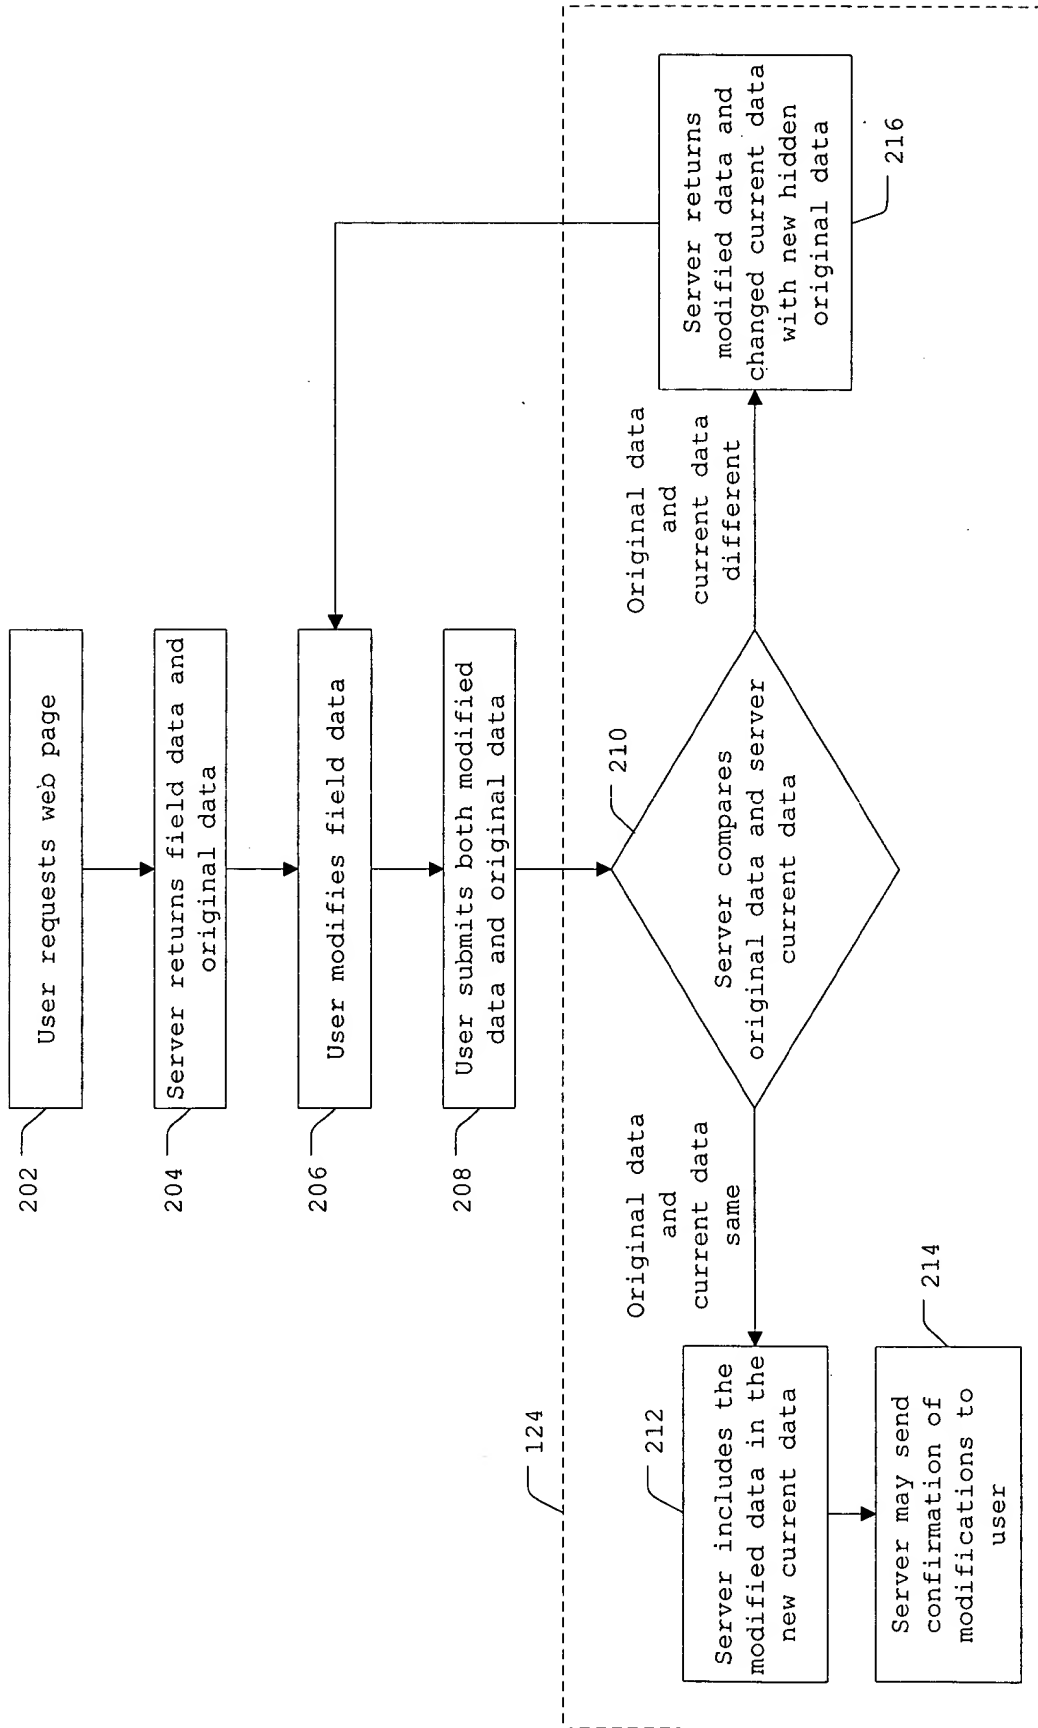 202
User requests web page
204
Server returns field data and
original data
206
User modifies field data
208
User submits both modified
data and original data
124
210
Server compares
original data and server
current data
Original data
and
current data
same
Original data
and
current data
different
212
Server includes the
modified data in the
new current data
214
Server may send
confirmation of
modifications to
user
Server returns
modified data and
changed current data
with new hidden
original data
216